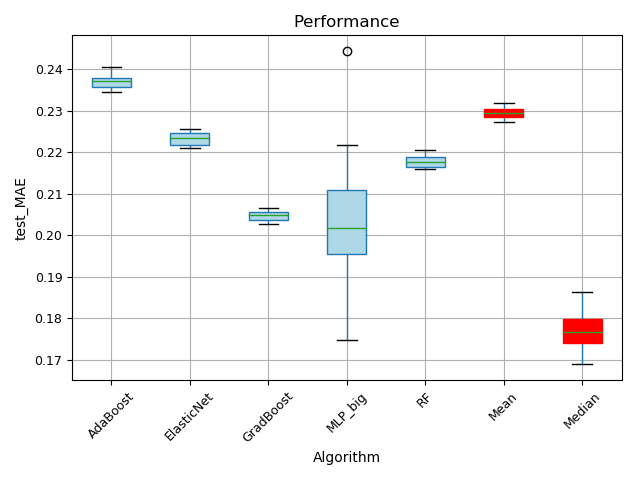 Performance
test_MAE
0.24
0.23
0.22
0.21
0.20
0.19
0.18
0.17
AdaBoost
ElasticNet
GradBoost
MLP_big
RF
Mean
Median
Algorithm